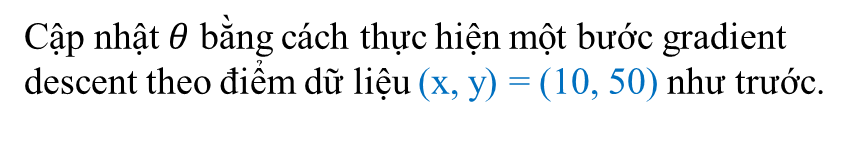 Cập nhật θ bằng cách thực hiện một bước gradient
descent theo điểm dữ liệu (x, y) = (10, 50) như trước.